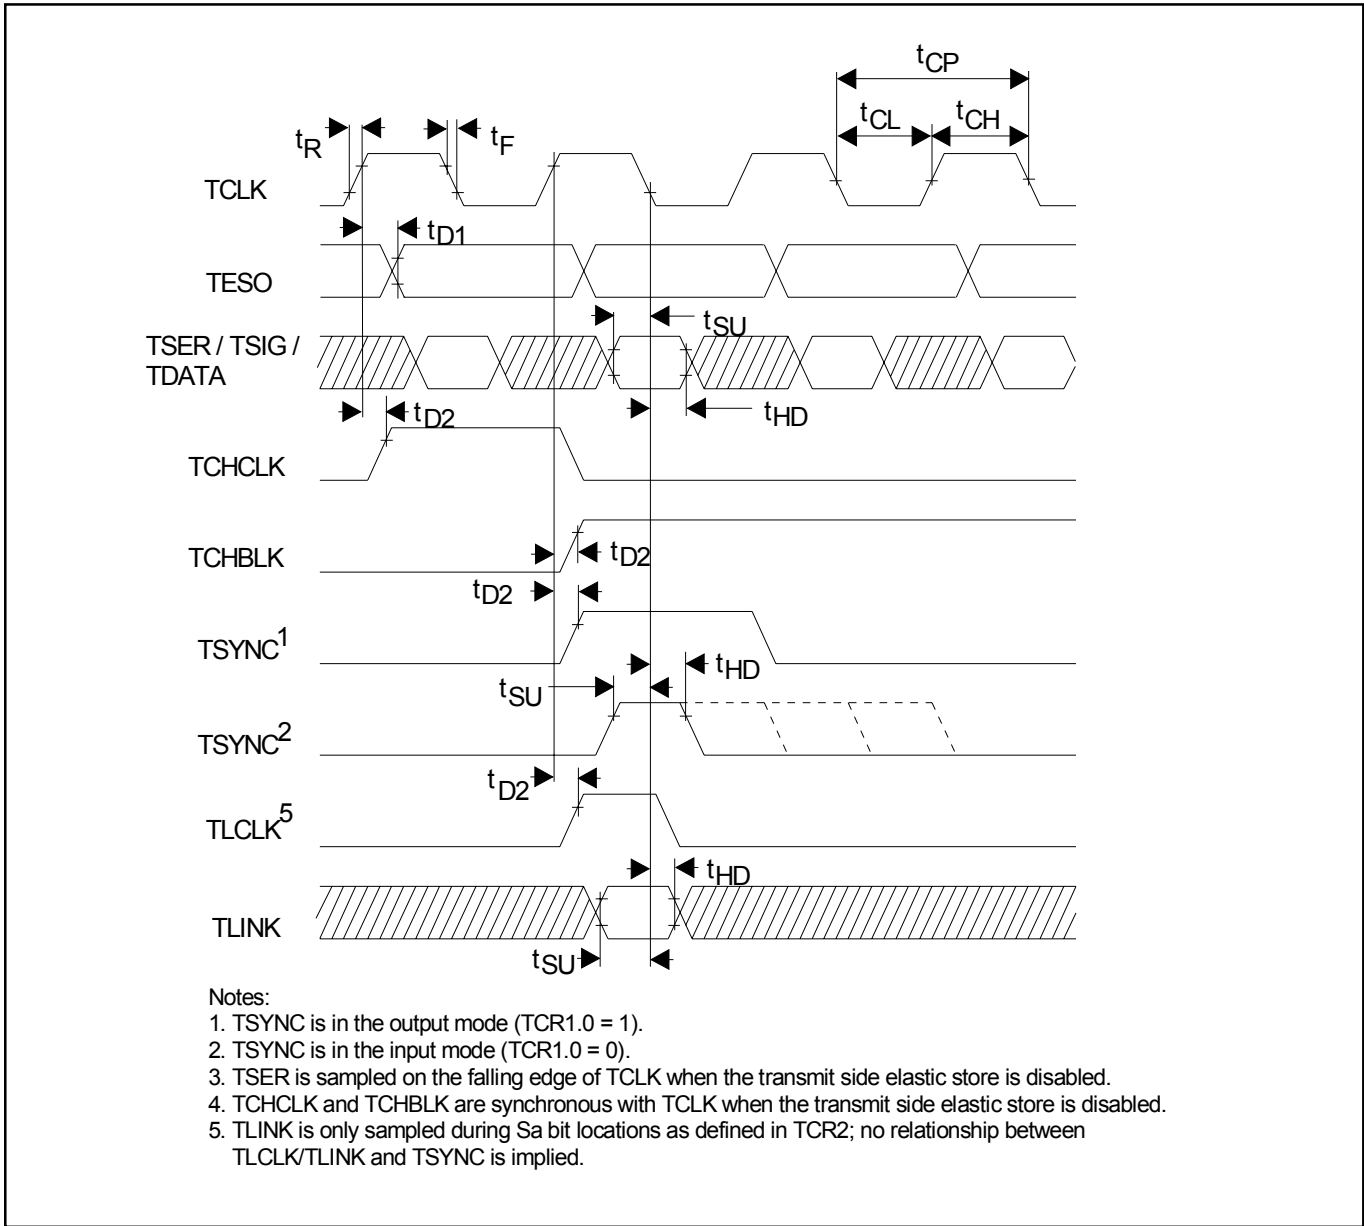 tCP
tCL tCH
tR tF
TCLK
tD1
TESO
tSU
TSER / TSIG /
TDATA
tD2 tHD
TCHCLK
TCHBLK tD2
tD2
TSYNC1
tHD
tSU
TSYNC2
tD2
TLCLK5
tHD
TLINK
tSU
Notes:
1. TSYNC is in the output mode (TCR1.0 = 1).
2. TSYNC is in the input mode (TCR1.0 = 0).
3. TSER is sampled on the falling edge of TCLK when the transmit side elastic store is disabled.
4. TCHCLK and TCHBLK are synchronous with TCLK when the transmit side elastic store is disabled.
5. TLINK is only sampled during Sa bit locations as defined in TCR2; no relationship between
TLCLK/TLINK and TSYNC is implied.